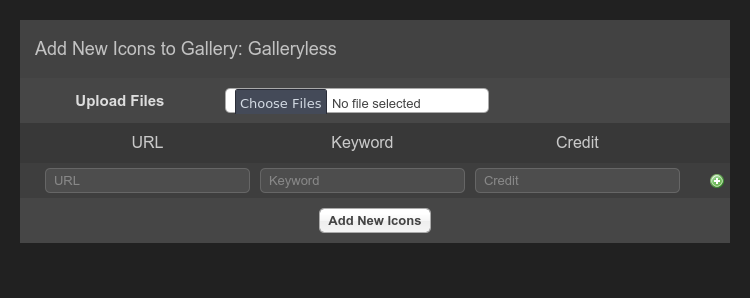 Add New Icons to Gallery: Galleryless
Upload Files Choose Files No file selected
URL Keyword Credit
URL Keyword Credit
Add New Icons